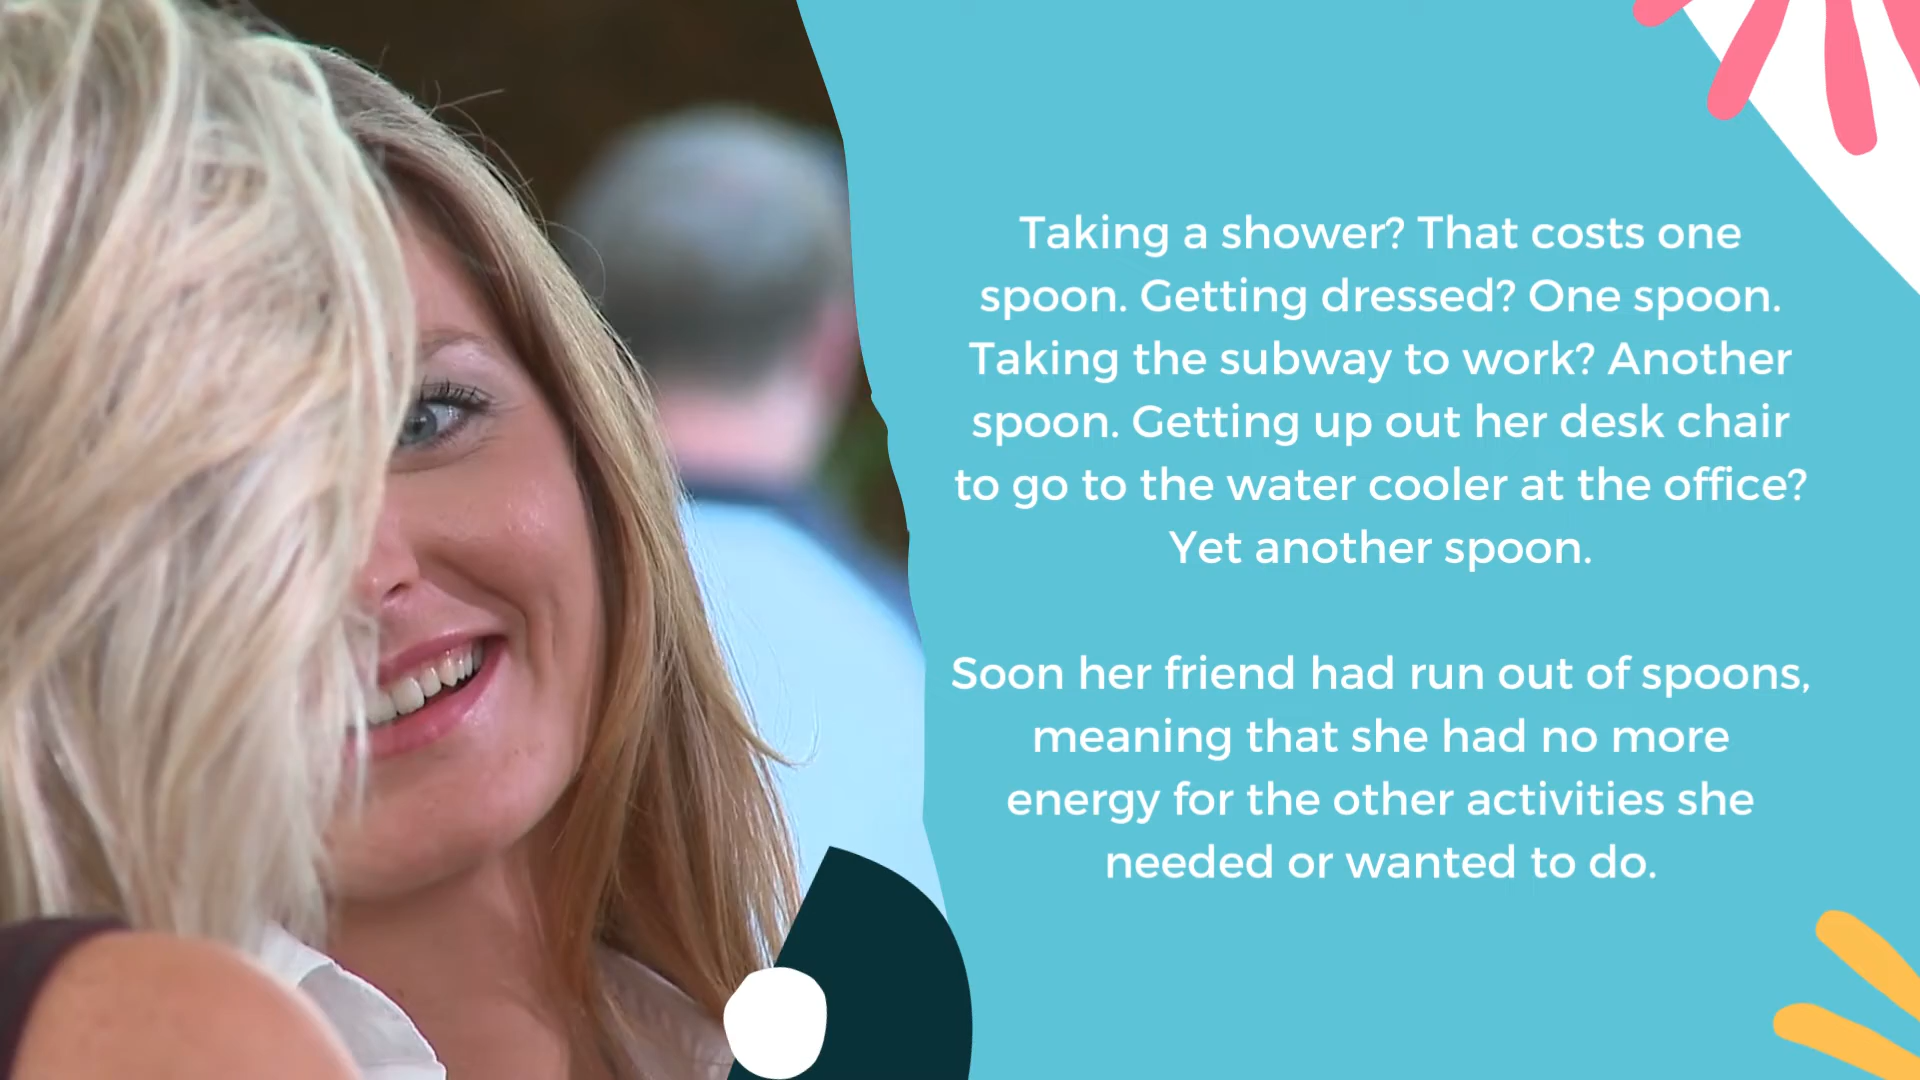 Taking a shower? That costs one
spoon. Getting dressed? One spoon.
Taking the subway to work? Another
spoon. Getting up out her desk chair
to go to the water cooler at the office?
Yet another spoon.
Soon her friend had run out of spoons,
meaning that she had no more
energy for the other activities she
needed or wanted to do.